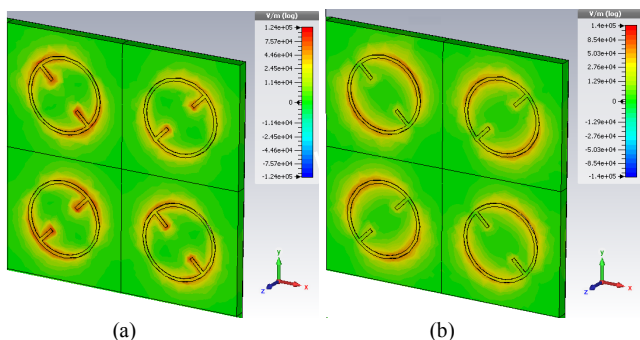 V/m (log)
1.24e+05
7.57e+04
4.46e+04
2.45e+04
1.14e+04
0
-1.14e+04
-2.45e+04
-4.46e+04
-7.57e+04
-1.24e+05
y
z
x
(a)
V/m (log)
1.4e+05
8.54e+04
5.03e+04
2.76e+04
1.29e+04
0
-1.29e+04
-2.76e+04
-5.03e+04
-8.54e+04
-1.4e+05
y
z
x
(b)